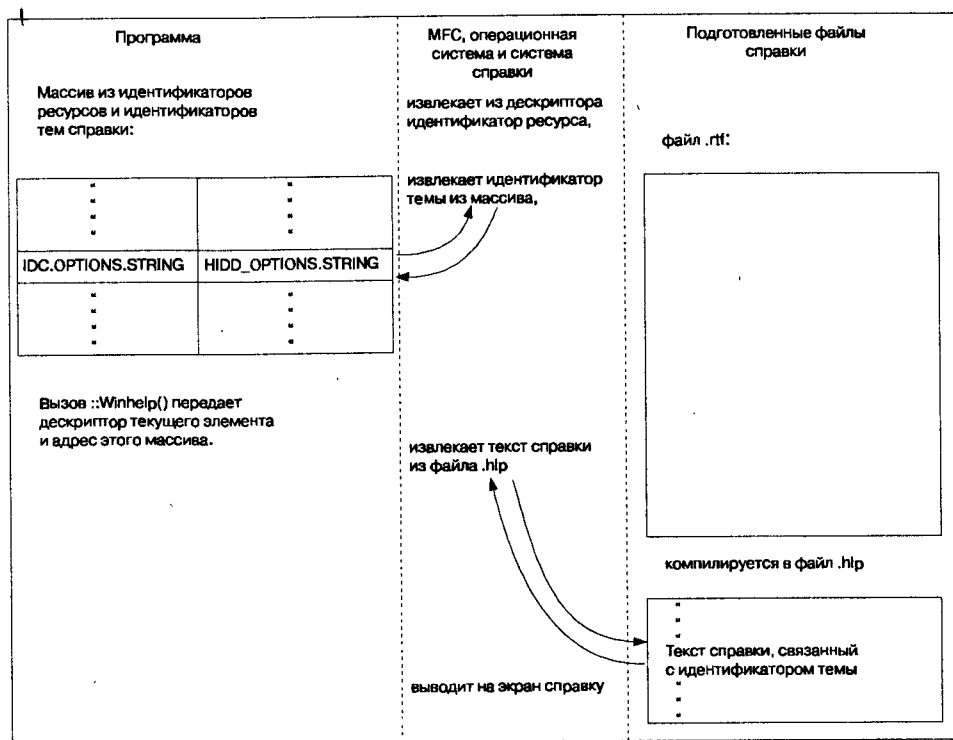 Программа
Массив из идентификаторов
ресурсов и идентификаторов
тем справки:
IDC.OPTIONS.STRING HIDD_OPTIONS.STRING
Вызов ::Winhelp() передает
дескриптор текущего элемента
и адрес этого массива.
MFC, операционная
система и система
справки
извлекает из дескриптора
идентификатор ресурса,
извлекает идентификатор
темы из массива,
извлекает текст справки
из файла .hlp
выводит на экран справку
Подготовленные файлы
справки
файл .rtf:
компилируется в файл .hlp
Текст справки, связанный
с идентификатором темы